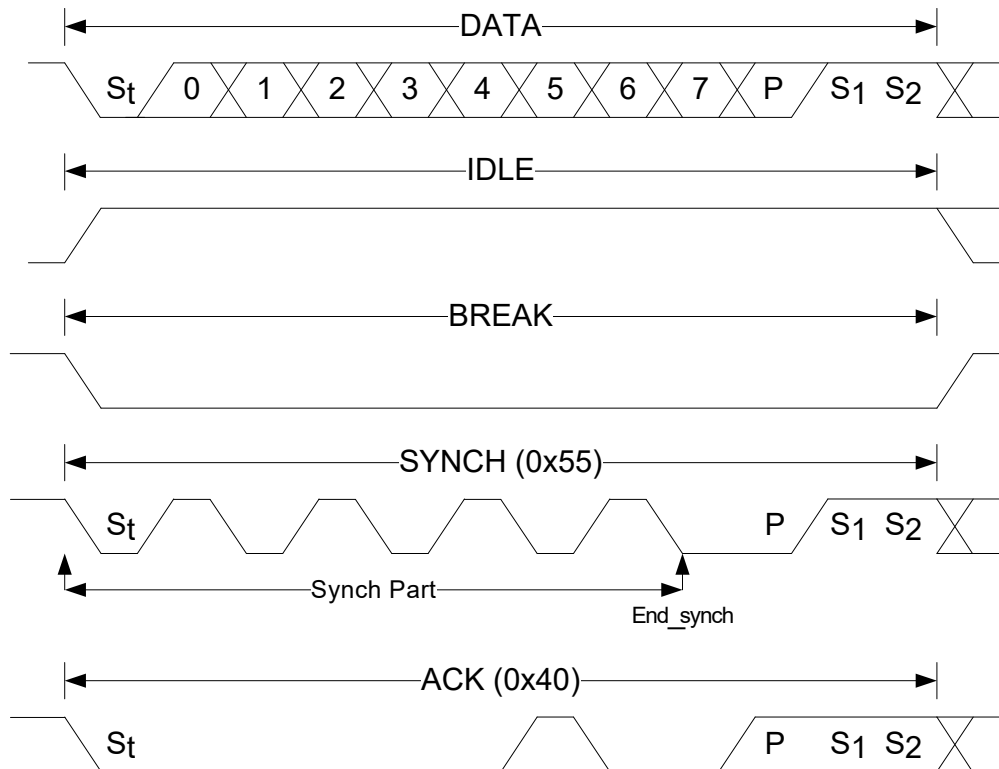 DATA
St 0 1 2 3 4 5 6 7 P S1 S2
IDLE
BREAK
SYNCH (0x55)
St P S1 S2
Synch Part
End_synch
ACK (0x40)
St P S1 S2